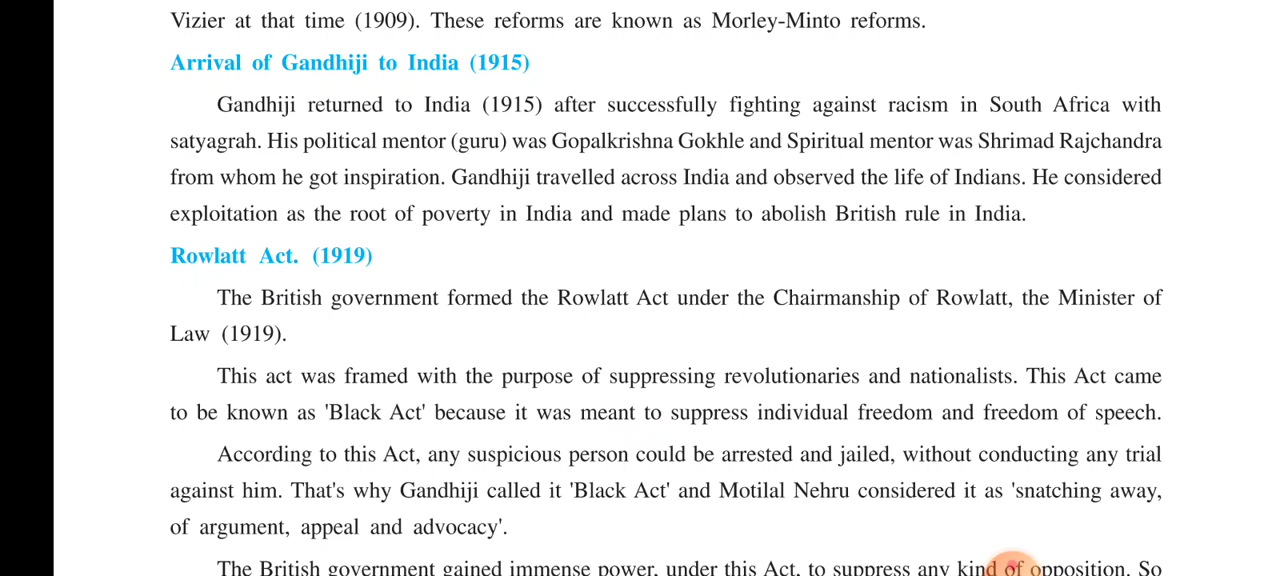 Vizier at that time (1909). These reforms are known as Morley-Minto reforms.
Arrival of Gandhiji to India (1915)
Gandhiji returned to India (1915) after successfully fighting against racism in South Africa with
satyagrah. His political mentor (guru) was Gopalkrishna Gokhle and Spiritual mentor was Shrimad Rajchandra
from whom he got inspiration. Gandhiji travelled across India and observed the life of Indians. He considered
exploitation as the root of poverty in India and made plans to abolish British rule in India.
Rowlatt Act. (1919)
The British government formed the Rowlatt Act under the Chairmanship of Rowlatt, the Minister of
Law (1919).
This act was framed with the purpose of suppressing revolutionaries and nationalists. This Act came
to be known as 'Black Act' because it was meant to suppress individual freedom and freedom of speech.
According to this Act, any suspicious person could be arrested and jailed, without conducting any trial
against him. That's why Gandhiji called it 'Black Act' and Motilal Nehru considered it as 'snatching away,
of argument, appeal and advocacy'.
The British government gained immense power, under this Act, to suppress any kind of opposition. So